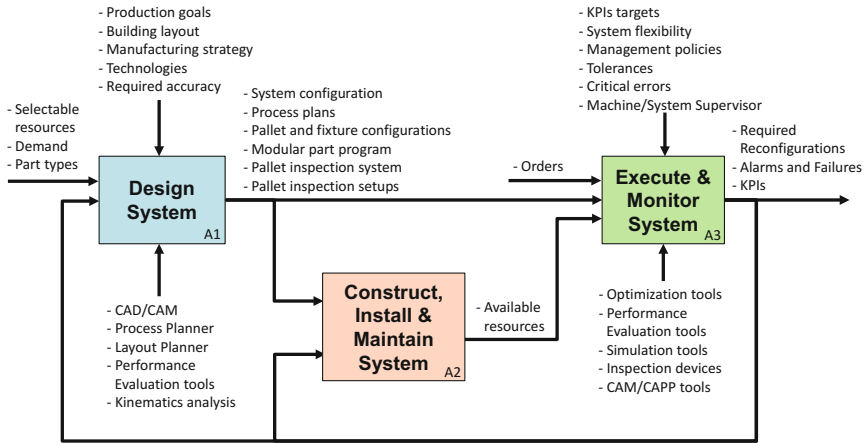 - Production goals
- Building layout
- Manufacturing strategy
- Technologies
- Required accuracy
- KPIs targets
- System flexibility
- Management policies
- Tolerances
- Critical errors
- Machine/System Supervisor
- Selectable
resources
- Demand
- Part types
- System configuration
- Process plans
- Pallet and fixture configurations
- Modular part program
- Pallet inspection system
- Pallet inspection setups
- Orders
- Required
Reconfigurations
- Alarms and Failures
- KPIs
Design
System
A1
Execute &
Monitor
System
A3
Construct,
Install &
Maintain
System
A2
- Available
resources
- CAD/CAM
- Process Planner
- Layout Planner
- Performance
Evaluation tools
- Kinematics analysis
- Optimization tools
- Performance
Evaluation tools
- Simulation tools
- Inspection devices
- CAM/CAPP tools